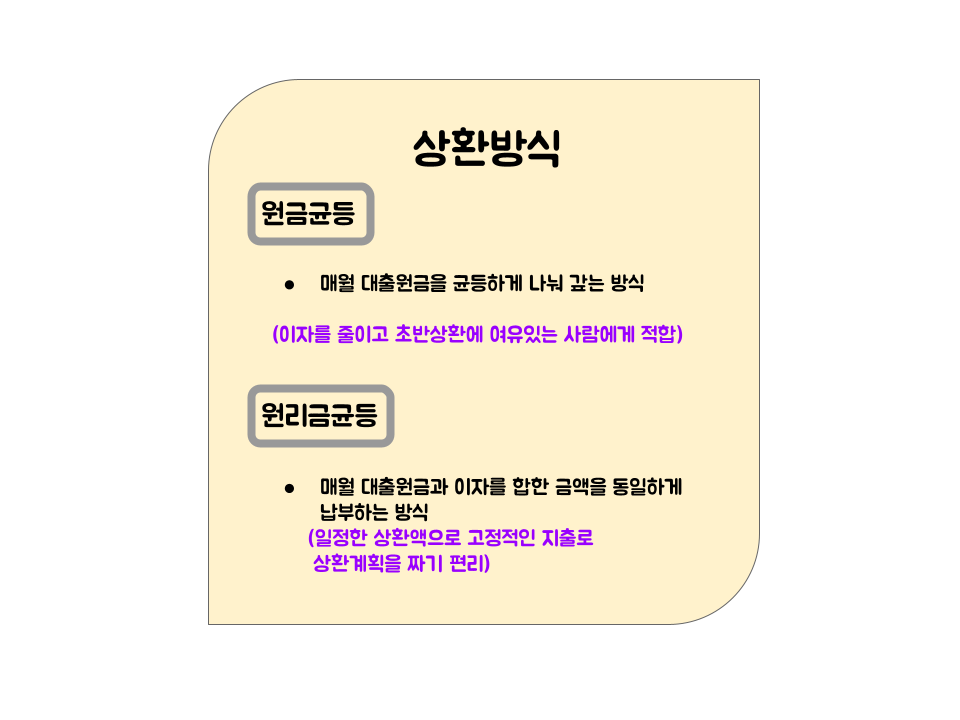 상환방식
원금균등
● 매월 대출원금을 균등하게 나눠 갚는 방식
(이자를 줄이고 초반상환에 여유있는 사람에게 적합)
원리금균등
● 매월 대출원금과 이자를 합한 금액을 동일하게
납부하는 방식
(일정한 상환액으로 고정적인 지출로
상환계획을 짜기 편리)